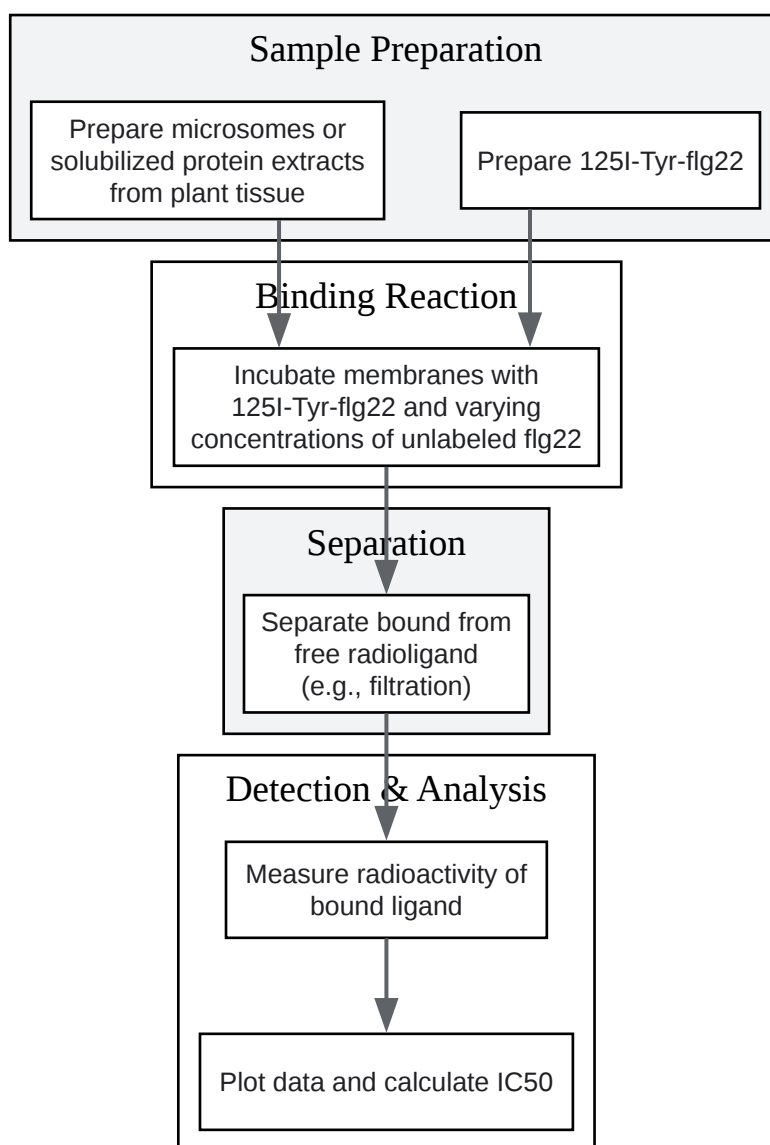 Sample Preparation
Prepare microsomes or
solubilized protein extracts
from plant tissue
Prepare 125I-Tyr-flg22
Binding Reaction
Incubate membranes with
125I-Tyr-flg22 and varying
concentrations of unlabeled flg22
Separation
Separate bound from
free radioligand
(e.g., filtration)
Detection & Analysis
Measure radioactivity of
bound ligand
Plot data and calculate IC50